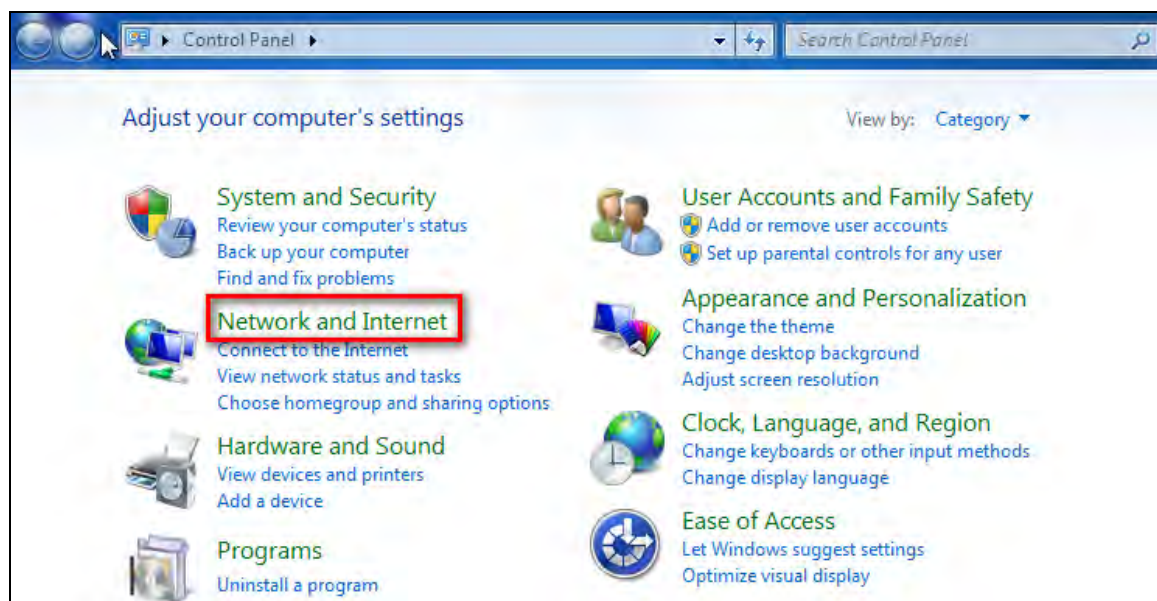 Control Panel
Search Control Panel
Adjust your computer's settings
View by: Category
System and Security
Review your computer's status
Back up your computer
Find and fix problems
Network and Internet
Connect to the Internet
View network status and tasks
Choose homegroup and sharing options
Hardware and Sound
View devices and printers
Add a device
Programs
Uninstall a program
User Accounts and Family Safety
Add or remove user accounts
Set up parental controls for any user
Appearance and Personalization
Change the theme
Change desktop background
Adjust screen resolution
Clock, Language, and Region
Change keyboards or other input methods
Change display language
Ease of Access
Let Windows suggest settings
Optimize visual display